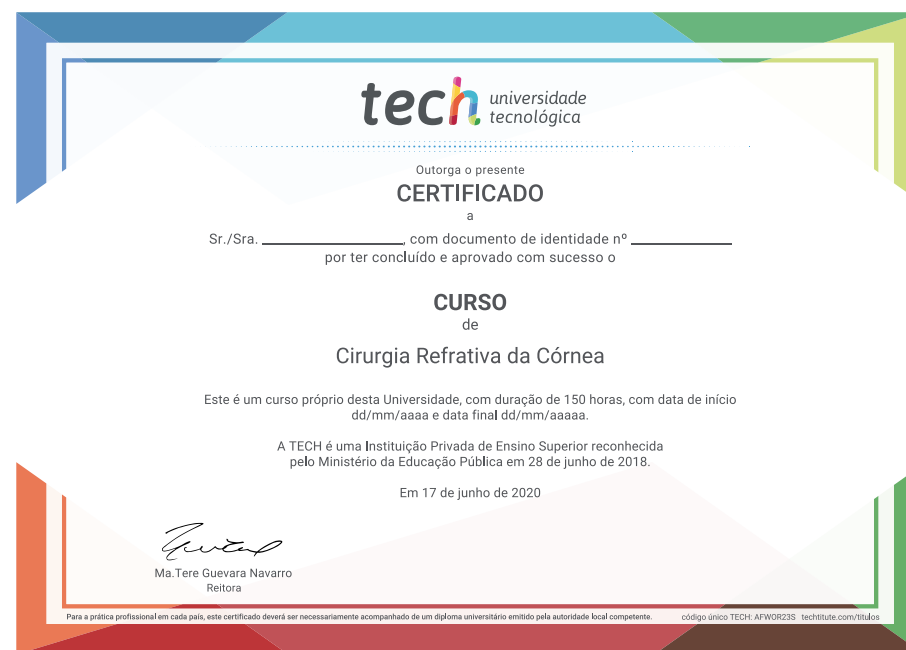 tech universidade
tecnológica
Outorga o presente
CERTIFICADO
a
Sr./Sra. ____________, com documento de identidade nº ____________
por ter concluído e aprovado com sucesso o
CURSO
de
Cirurgia Refrativa da Córnea
Este é um curso próprio desta Universidade, com duração de 150 horas, com data de início
dd/mm/aaaa e data final dd/mm/aaaaa.
A TECH é uma Instituição Privada de Ensino Superior reconhecida
pelo Ministério da Educação Pública em 28 de junho de 2018.
Em 17 de junho de 2020
Ma.Tere Guevara Navarro
Reitora
Para a prática profissional em cada país, este certificado deverá ser necessariamente acompanhado de um diploma universitário emitido pela autoridade local competente. código único TECH: AFWOR23S techtitute.com/titulos